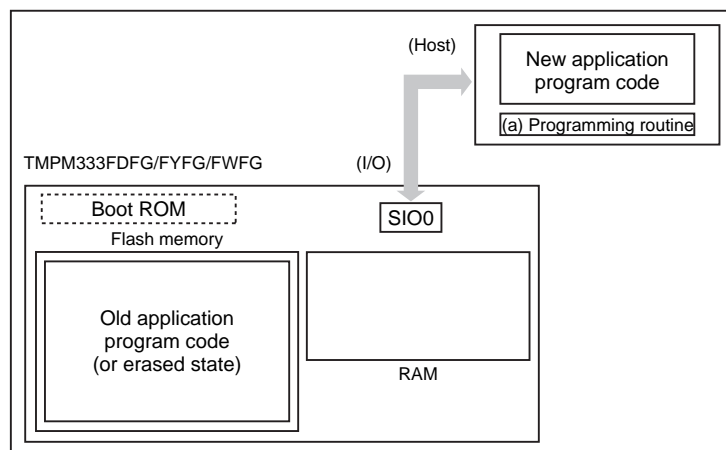 (Host)
New application
program code
(a) Programming routine
TMPM333FDFG/FYFG/FWFG
(I/O)
Boot ROM
SIO0
Flash memory
Old application
program code
(or erased state)
RAM